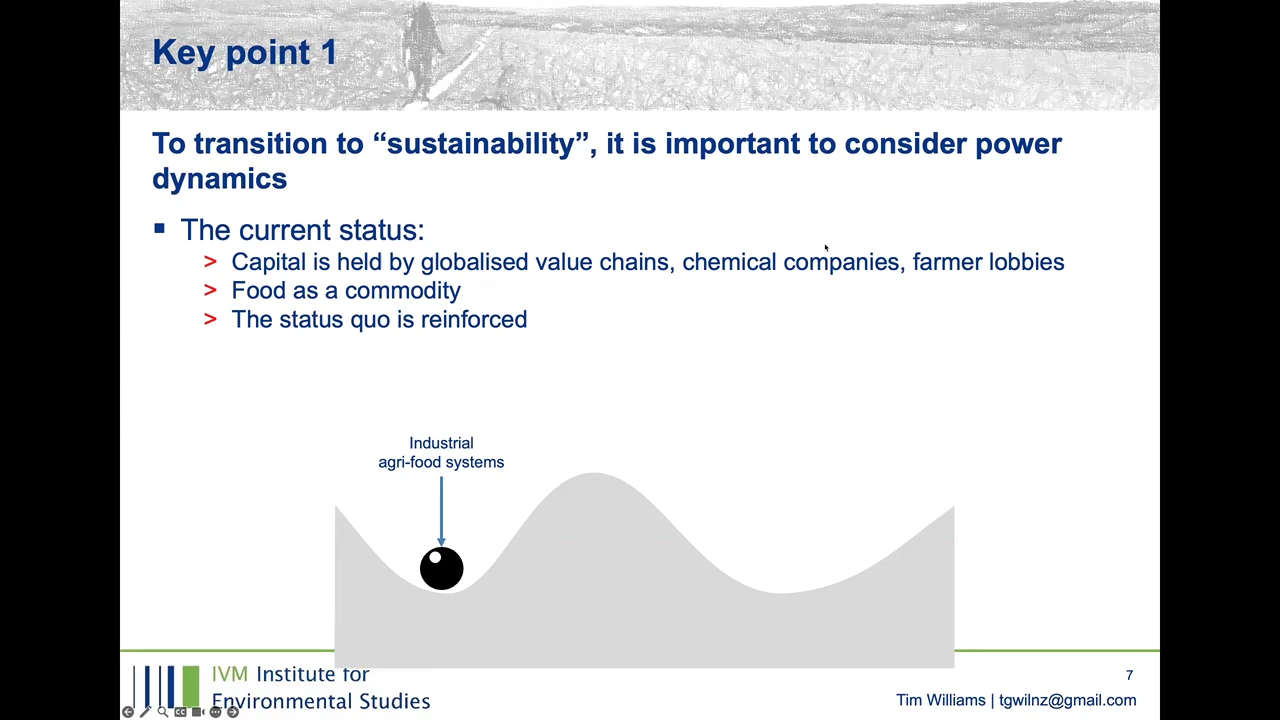 Key point 1
To transition to “sustainability”, it is important to consider power
dynamics
The current status:
> Capital is held by globalised value chains, chemical companies, farmer lobbies
> Food as a commodity
> The status quo is reinforced
Industrial
agri-food systems
IVM Institute for
Environmental Studies
7
Tim Williams | tgwilnz@gmail.com